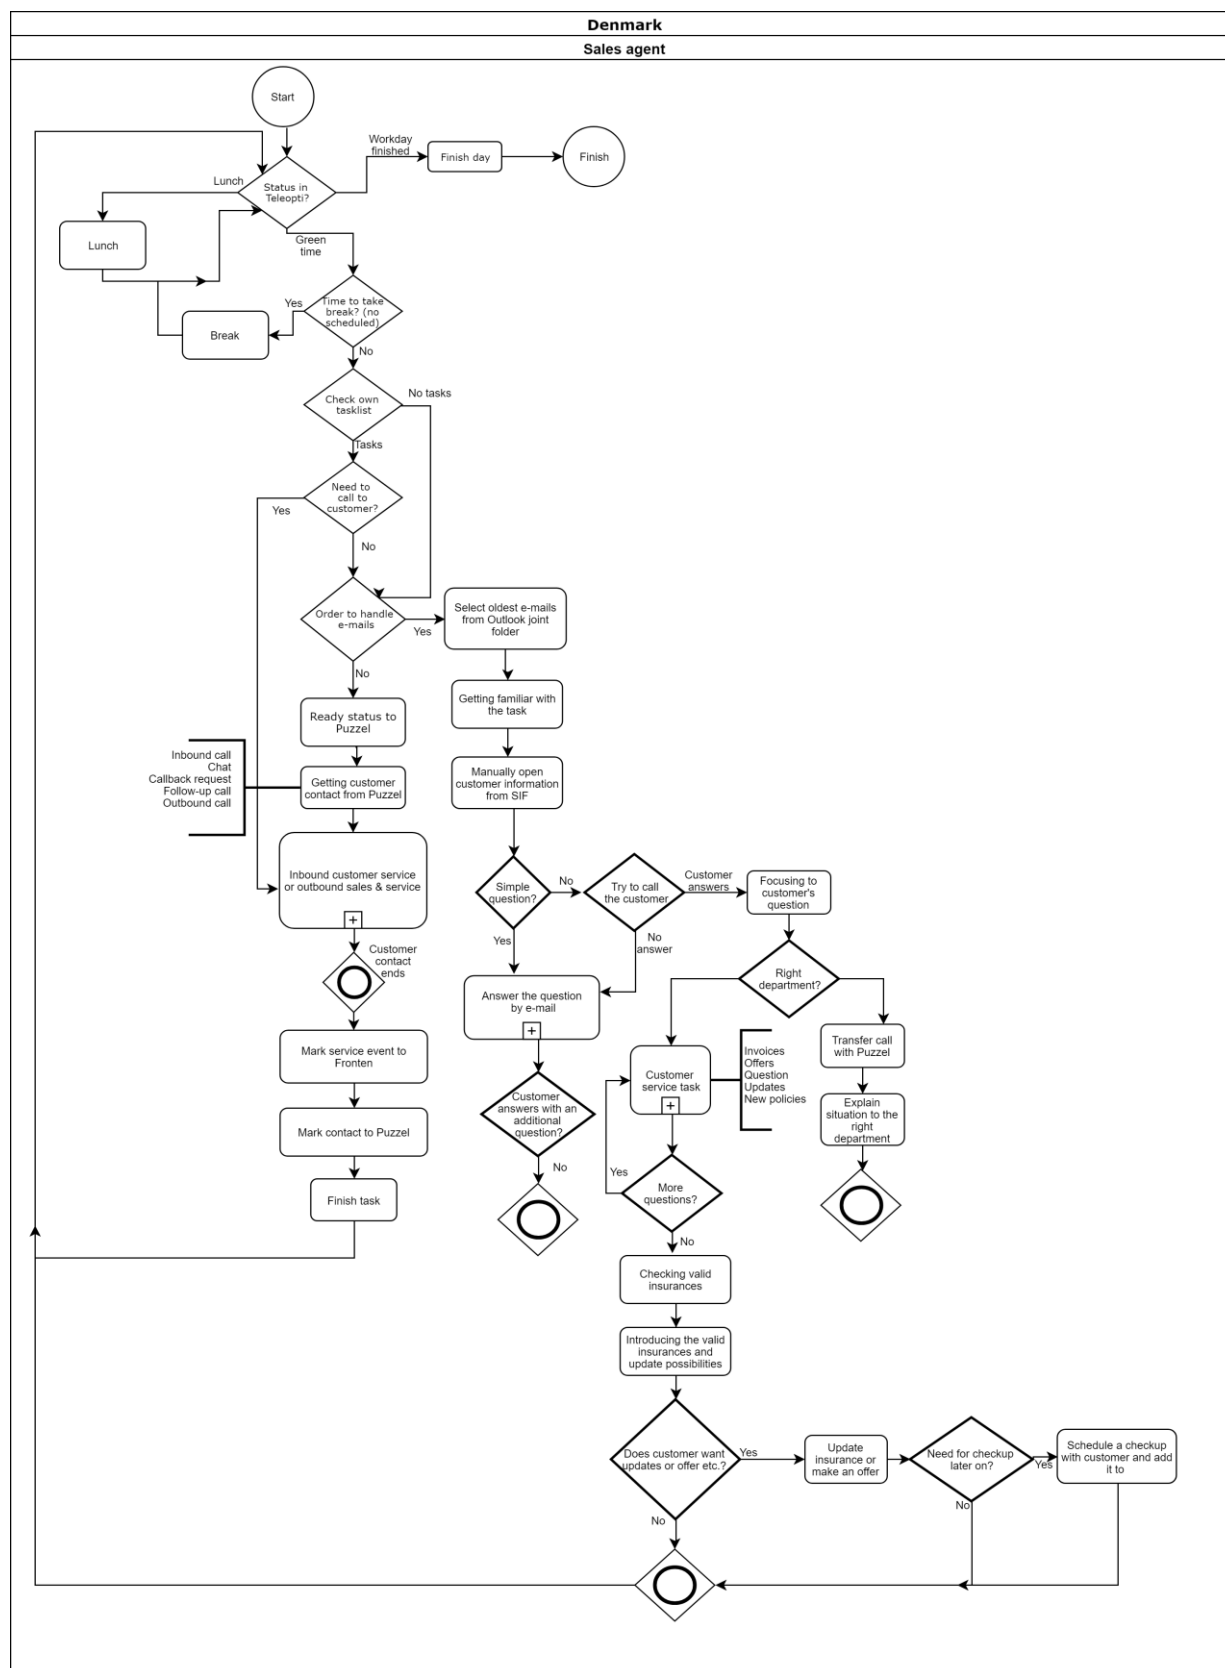 Denmark
Sales agent
Start
Workday
finished
Finish day
Finish
Lunch
Status in
Teleopti?
Lunch
Green
time
Yes
Time to take
break? (no
scheduled)
Break
No
Check own
tasklist
No tasks
Tasks
Need to
call to
customer?
Yes
No
Order to handle
e-mails
Yes
Select oldest e-mails
from Outlook joint
folder
No
Getting familiar with
the task
Ready status to
Puzzel
Inbound call
Chat
Callback request
Follow-up call
Outbound call
Getting customer
contact from Puzzel
Manually open
customer information
from SIF
Inbound customer service
or outbound sales & service
+
Simple
question?
No
Try to call
the customer
Customer
answers
Focusing to
customer's
question
Yes
No
answer
Customer
contact
ends
Right
department?
Answer the question
by e-mail
+
Mark service event to
Fronten
Customer
service task
+
Invoices
Offers
Question
Updates
New policies
Transfer call
with Puzzel
Customer
answers with an
additional
question?
Explain
situation to the
right
department
Mark contact to Puzzel
No
Yes
More
questions?
Finish task
No
Checking valid
insurances
Introducing the valid
insurances and
update possibilities
Does customer want
updates or offer etc.?
Yes
Update
insurance or
make an offer
Need for checkup
later on?
Yes
Schedule a checkup
with customer and add
it to
No
No